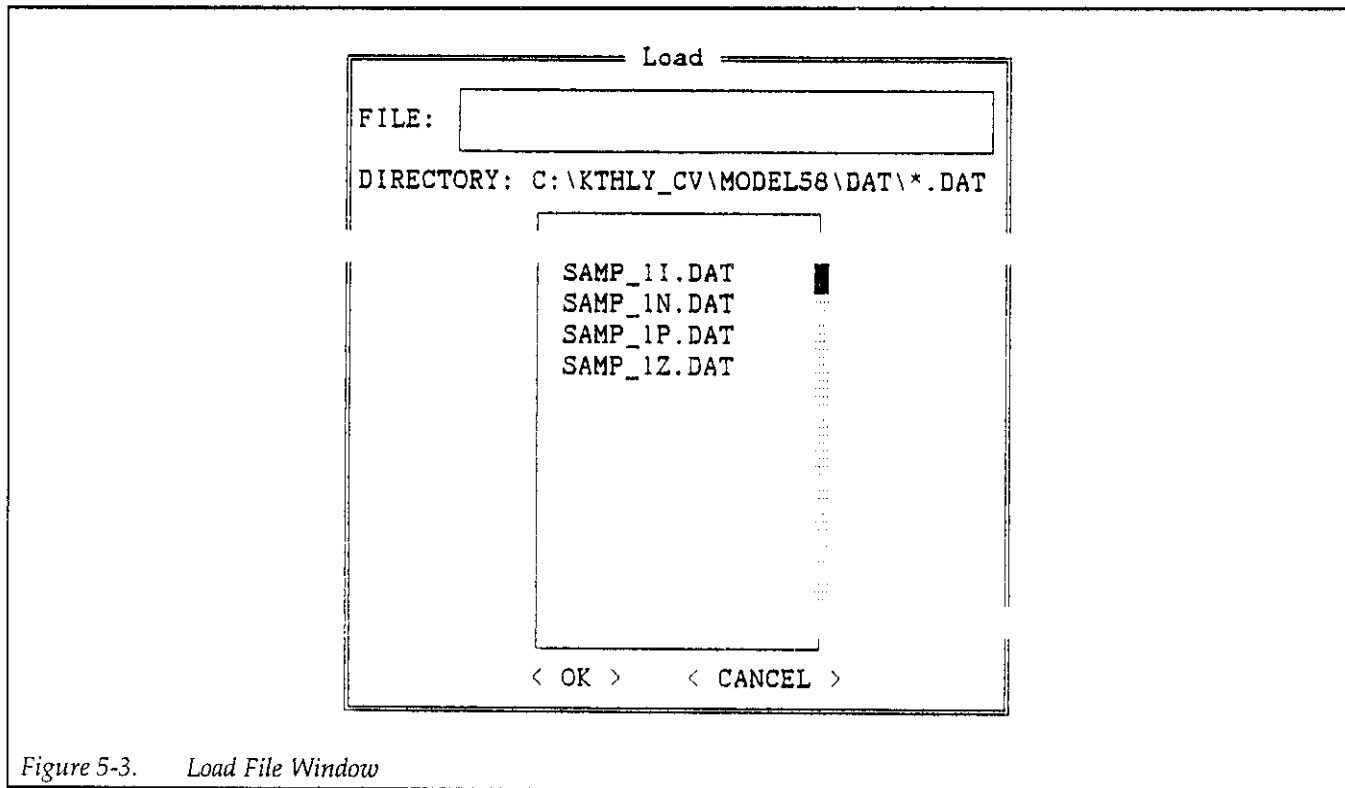 Load
FILE:
DIRECTORY: C:\KTHLY_CV\MODEL58\DAT\*.DAT
SAMP_1I.DAT
SAMP_1N.DAT
SAMP_1P.DAT
SAMP_1Z.DAT
< OK > < CANCEL >
Figure 5-3. Load File Window